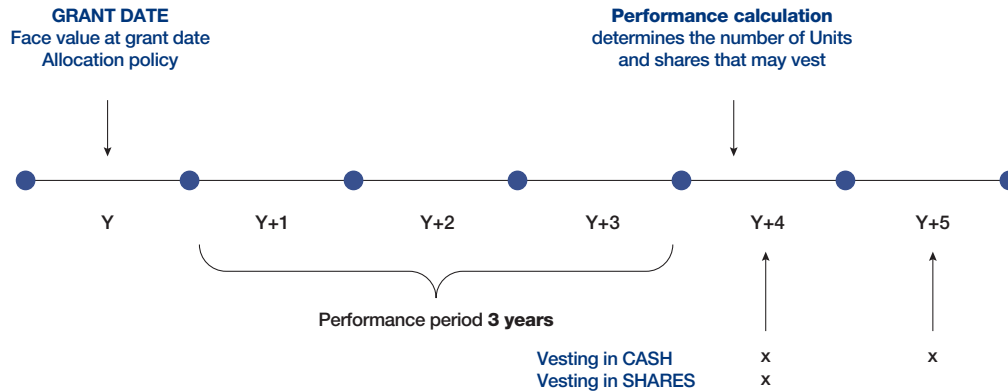 GRANT DATE
Face value at grant date
Allocation policy
Performance calculation
determines the number of Units
and shares that may vest
Y
Y+1
Y+2
Y+3
Y+4
Y+5
Performance period 3 years
Vesting in CASH x x
Vesting in SHARES x